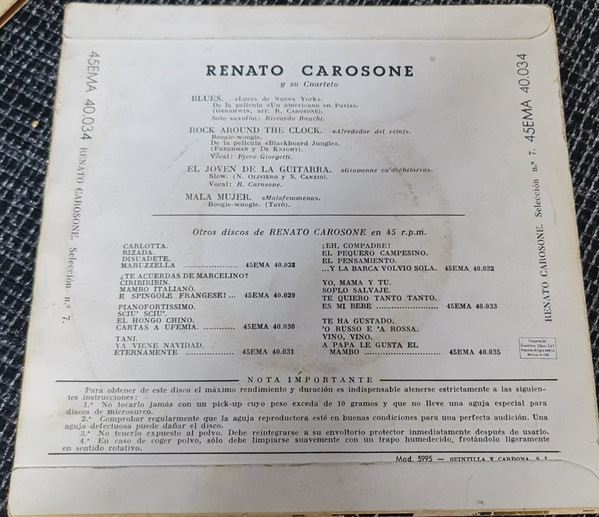 RENATO CAROSONE
y su Cuarteto
BLUES. «Luces de Nueva York».
De la película «Un americano en París».
(GERSHWIN, arr. R. CAROSONE).
Solo saxofón: Riccardo Rauchi.
ROCK AROUND THE CLOCK. «Alrededor del reloj».
Boogie-woogie.
De la película «Blackboard Jungle».
(FREEDMAN y DE KNIGHT).
Vocal: Piero Giorgetti.
EL JOVEN DE LA GUITARRA. «Giuvanne cu'a chitarra».
Slow. (N. OLIVIERO y S. CANZIO).
Vocal: R. Carosone.
MALA MUJER. «Malafemmena».
Boogie-woogie. (TOTÓ).
Otros discos de RENATO CAROSONE en 45 r.p.m.
CARLOTTA.
RIZADA.
DISUADETE.
MARUZZELLA ........ 45EMA 40.028
¿TE ACUERDAS DE MARCELINO?
CIRIBIRIBIN.
MAMBO ITALIANO.
E SPINGOLE FRANGESE! ... 45EMA 40.029
PIANOFORTISSIMO.
SCIU' SCIU'.
EL HONGO CHINO.
CARTAS A UFEMIA. ........ 45EMA 40.030
TANI.
YA VIENE NAVIDAD.
ETERNAMENTE ........ 45EMA 40.031
¡EH, COMPADRE!
EL PEQUEÑO CAMPESINO.
EL PENSAMIENTO.
...Y LA BARCA VOLVIO SOLA. 45EMA 40.032
YO, MAMA Y TU.
SOPLO SALVAJE.
TE QUIERO TANTO TANTO.
ES MI BEBE ........ 45EMA 40.033
TE HA GUSTADO.
'O RUSSO E 'A ROSSA.
VINO, VINO.
A PAPA LE GUSTA EL
MAMBO ........ 45EMA 40.035
NOTA IMPORTANTE
Para obtener de este disco el máximo rendimiento y duración es indispensable atenerse estrictamente a las siguien-
tes instrucciones:
1.ª No tocarlo jamás con un pick-up cuyo peso exceda de 10 gramos y que no lleve una aguja especial para
discos de microsurco.
2.ª Comprobar regularmente que la aguja reproductora esté en buenas condiciones para una perfecta audición. Una
aguja defectuosa puede dañar el disco.
3.ª No tenerlo expuesto al polvo. Debe reintegrarse a su envoltorio protector inmediatamente después de usarlo.
4.ª En caso de coger polvo, sólo debe limpiarse suavemente con un trapo humedecido, frotándolo ligeramente
en sentido rotativo.
Mod. 5995 — QUINTILLA Y CARDONA, S. L.
45EMA 40.034
RENATO CAROSONE. Selección n.º 7.
RENATO CAROSONE. Selección n.º 7. 45EMA 40.034